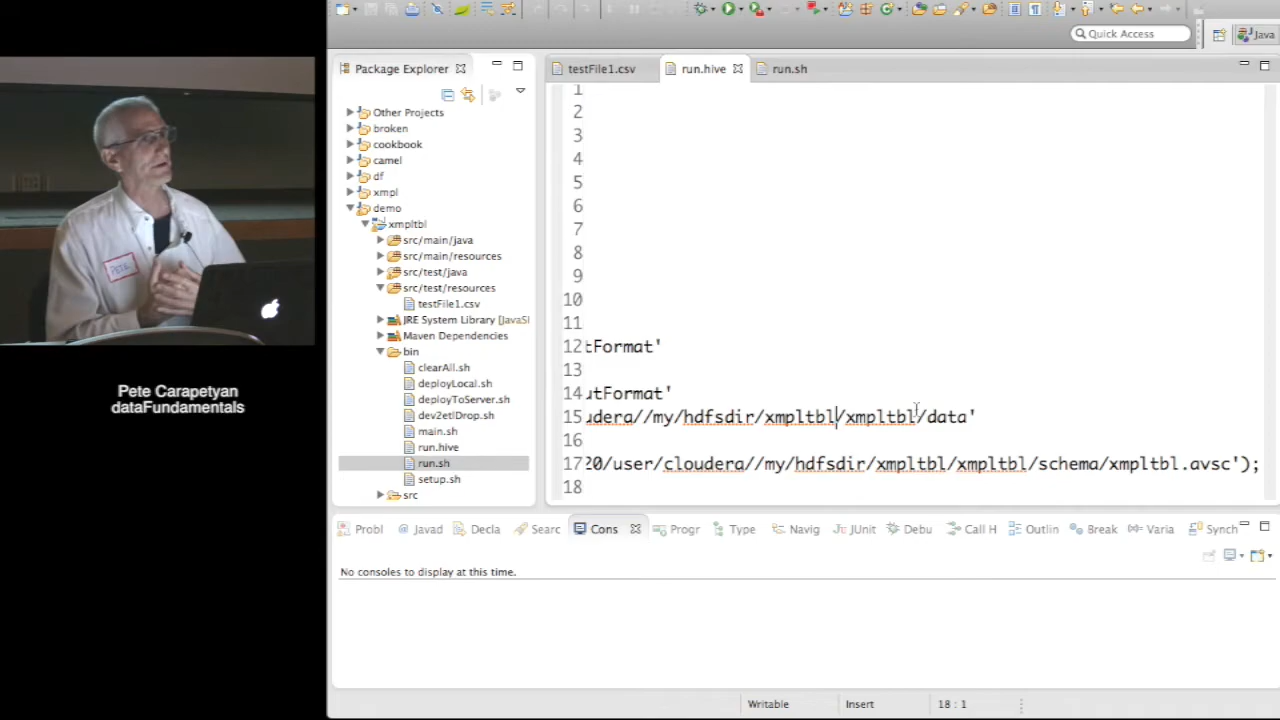 Quick Access
Java
Package Explorer
testFile1.csv
run.hive
run.sh
Other Projects
broken
cookbook
camel
df
xmpl
demo
xmpltbl
src/main/java
src/main/resources
src/test/java
src/test/resources
testFile1.csv
JRE System Library [JavaSI
Maven Dependencies
bin
clearAll.sh
deployLocal.sh
deployToServer.sh
dev2etlDrop.sh
main.sh
run.hive
run.sh
setup.sh
src
1
2
3
4
5
6
7
8
9
10
11
12 tFormat'
13
14 utFormat'
15 udera//my/hdfsdir/xmpltbl/xmpltbl/data'
16
17 20/user/cloudera//my/hdfsdir/xmpltbl/xmpltbl/schema/xmpltbl.avsc');
18
Pete
Pete Carapetyan
dataFundamentals
Probl
Javad
Decla
Searc
Cons
Progr
Type
Navig
JUnit
Debu
Call H
Outlin
Break
Varia
Synch
No consoles to display at this time.
Writable
Insert
18 : 1